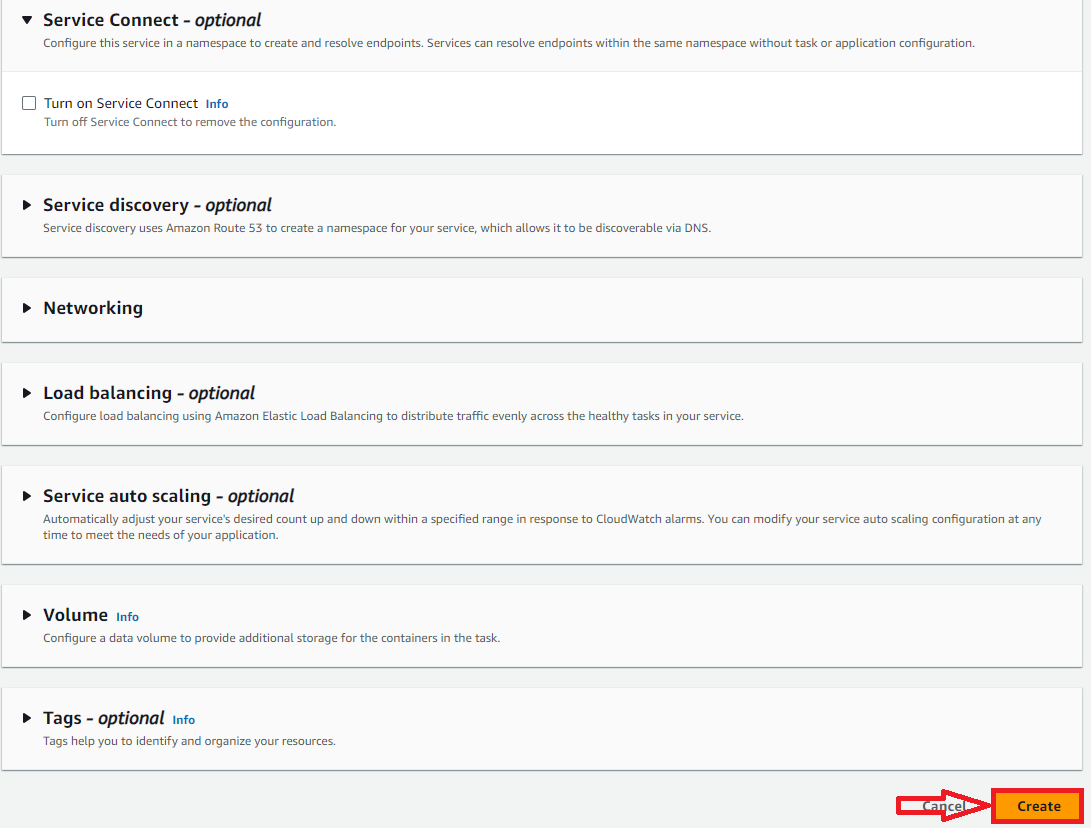 Service Connect - optional
Configure this service in a namespace to create and resolve endpoints. Services can resolve endpoints within the same namespace without task or application configuration.
Turn on Service Connect Info
Turn off Service Connect to remove the configuration.
Service discovery - optional
Service discovery uses Amazon Route 53 to create a namespace for your service, which allows it to be discoverable via DNS.
Networking
Load balancing - optional
Configure load balancing using Amazon Elastic Load Balancing to distribute traffic evenly across the healthy tasks in your service.
Service auto scaling - optional
Automatically adjust your service's desired count up and down within a specified range in response to CloudWatch alarms. You can modify your service auto scaling configuration at any
time to meet the needs of your application.
Volume Info
Configure a data volume to provide additional storage for the containers in the task.
Tags - optional Info
Tags help you to identify and organize your resources.
Cancel Create